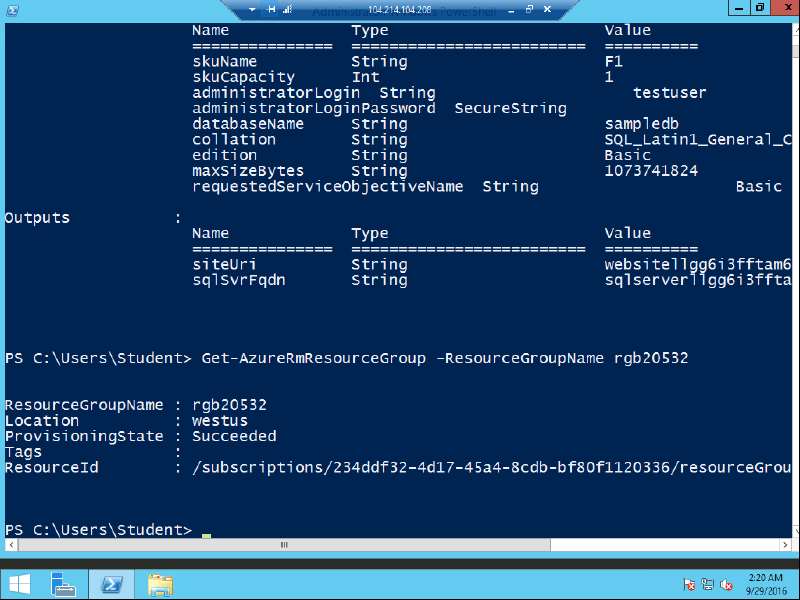 Administrator: Windows PowerShell
104.214.104.208
Name Type Value
=============== ========================= ==========
skuName String F1
skuCapacity Int 1
administratorLogin String testuser
administratorLoginPassword SecureString
databaseName String sampledb
collation String SQL_Latin1_General_C
edition String Basic
maxSizeBytes String 1073741824
requestedServiceObjectiveName String Basic
Outputs :
Name Type Value
=============== ========================= ==========
siteUri String websitellgg6i3fftam6
sqlSvrFqdn String sqlserverllgg6i3ffta
PS C:\Users\Student> Get-AzureRmResourceGroup -ResourceGroupName rgb20532
ResourceGroupName : rgb20532
Location : westus
ProvisioningState : Succeeded
Tags :
ResourceId : /subscriptions/234ddf32-4d17-45a4-8cdb-bf80f1120336/resourceGrou
PS C:\Users\Student> _
2:20 AM
9/29/2016